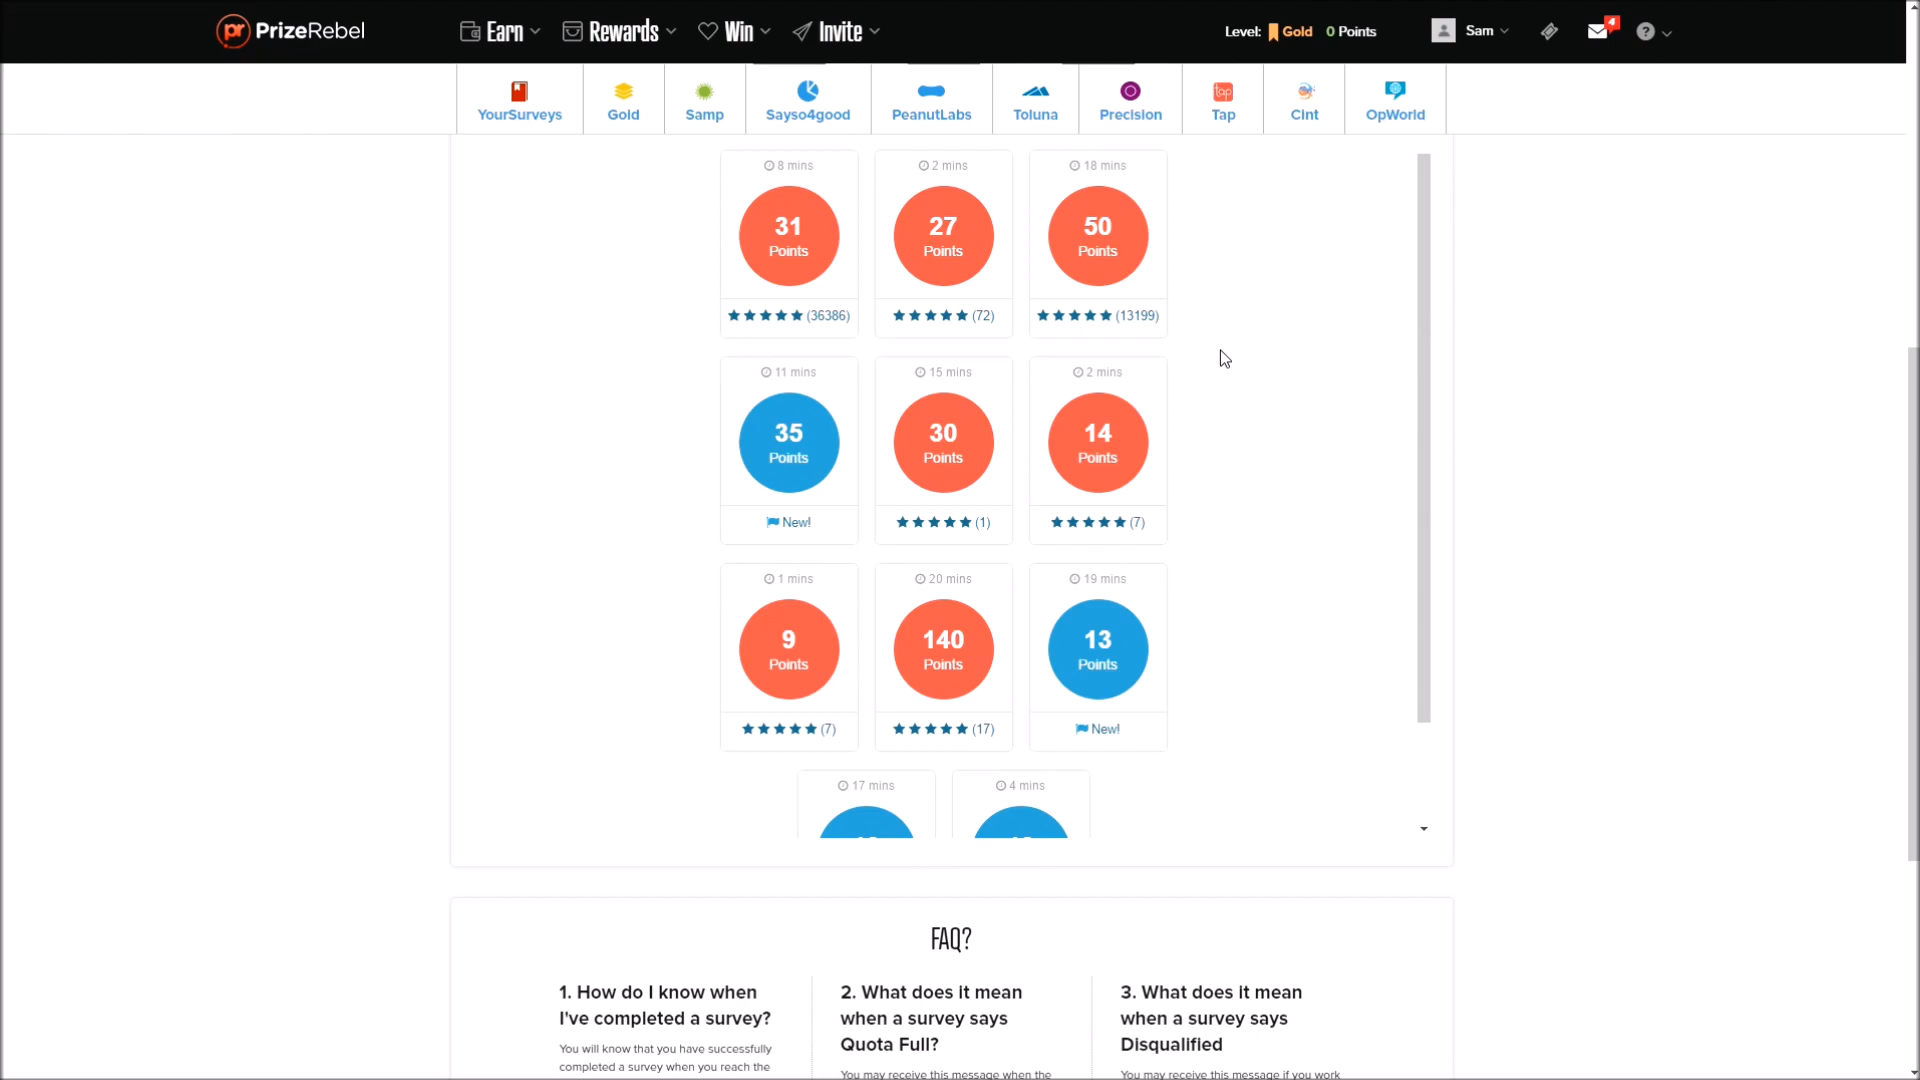 pr PrizeRebel Earn Rewards Win Invite Level: Gold 0 Points Sam 4 ?
YourSurveys Gold Samp Sayso4good PeanutLabs Toluna Precision tap Tap Cint OpWorld
8 mins 2 mins 18 mins
31 27 50
Points Points Points
(36386) (72) (13199)
11 mins 15 mins 2 mins
35 30 14
Points Points Points
New! (1) (7)
1 mins 20 mins 19 mins
9 140 13
Points Points Points
(7) (17) New!
17 mins 4 mins
FAQ?
1. How do I know when
I've completed a survey?
You will know that you have successfully
completed a survey when you reach the
2. What does it mean
when a survey says
Quota Full?
You may receive this message when the
3. What does it mean
when a survey says
Disqualified
You may receive this message if you work